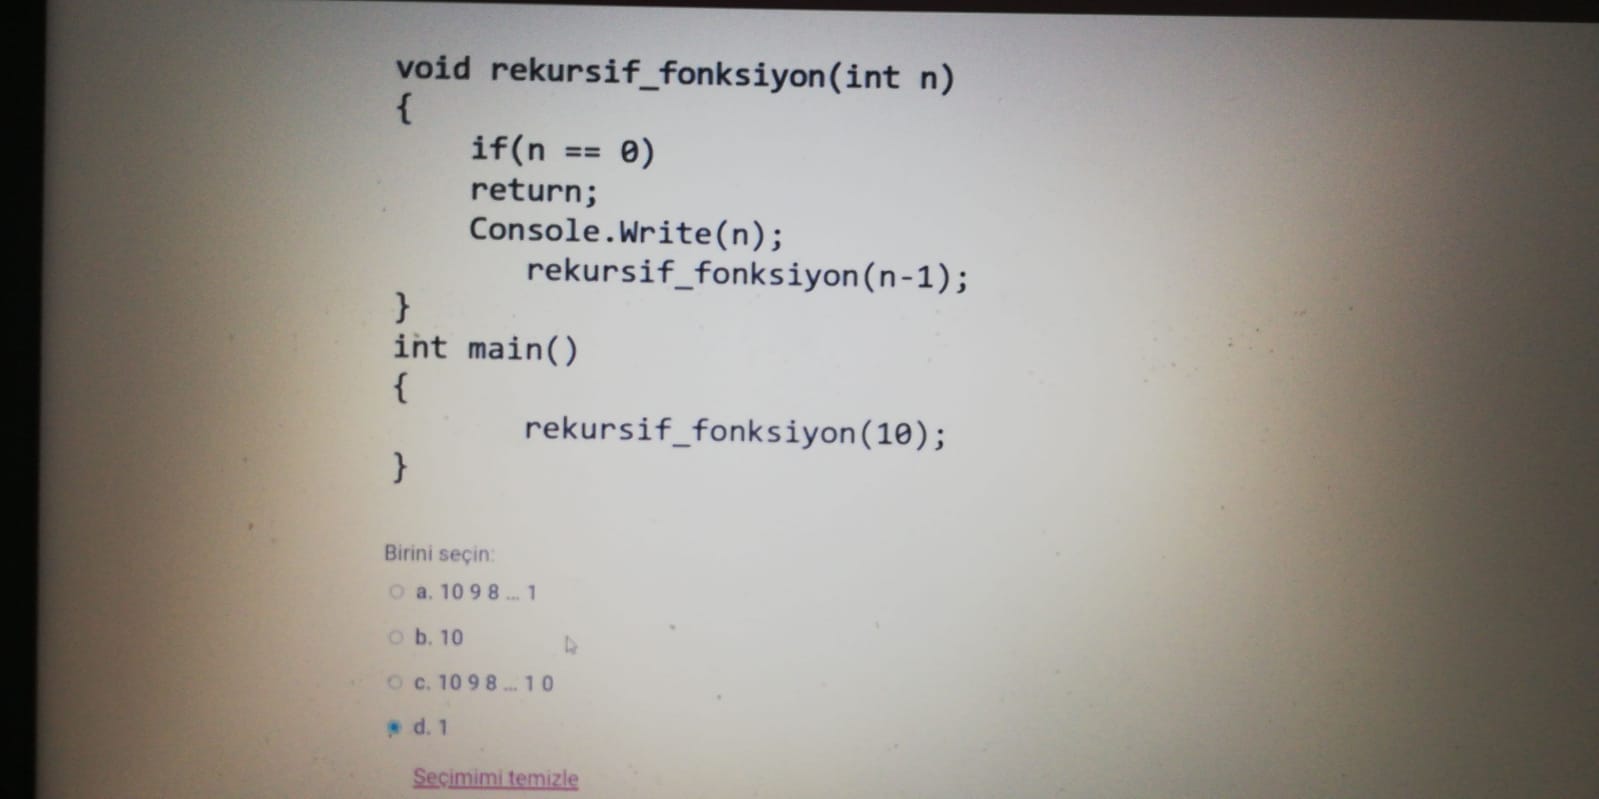 void rekursif_fonksiyon(int n)
{
if(n == 0)
return;
Console.Write(n);
rekursif_fonksiyon(n-1);
}
int main()
{
rekursif_fonksiyon(10);
}
Birini seçin:
a. 10 9 8 ... 1
b. 10
c. 10 9 8 ... 1 0
d. 1
Seçimimi temizle